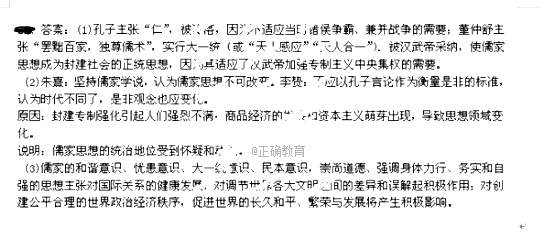 答案：(1)孔子主张“仁”，被冷落，因为不适应当时诸侯争霸、兼并战争的需要；董仲舒主
张“罢黜百家，独尊儒术”，实行大一统（或“天人感应”“天人合一”）．被汉武帝采纳，使儒家
思想成为封建社会的正统思想，因为其适应了汉武帝加强专制主义中央集权的需要。
(2)朱熹：坚持儒家学说，认为儒家思想不可改变。李贽：不应以孔子言论作为衡量是非的标准，
认为时代不同了，是非观念也应变化。
原因：封建专制强化引起人们强烈不满，商品经济的发展和资本主义萌芽出现，导致思想领域变
化。
说明：儒家思想的统治地位受到怀疑和 @正确教育
(3)儒家的和谐意识、忧患意识、大一统意识、民本意识，崇尚道德、强调身体力行、务实和自
强的思想主张对国际关系的健康发展，对调节世界各大文明之间的差异和误解起积极作用；对创
建公平合理的世界政治经济秩序，促进世界的长久和平、繁荣与发展将产生积极影响。